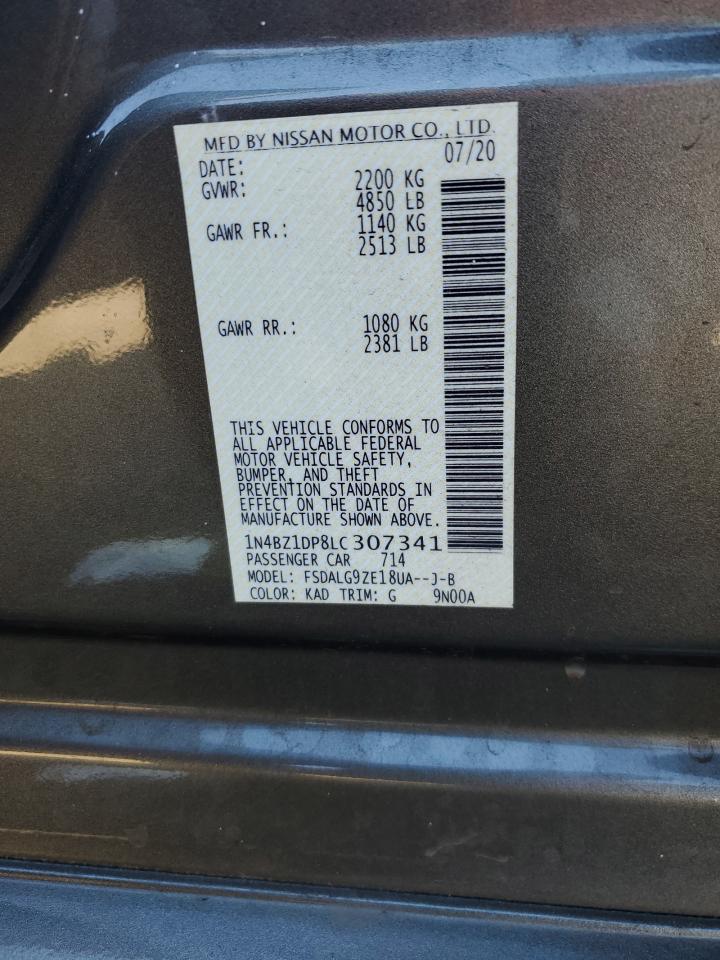 MFD BY NISSAN MOTOR CO., LTD.
DATE: 07/20
GVWR: 2200 KG
4850 LB
GAWR FR.: 1140 KG
2513 LB
GAWR RR.: 1080 KG
2381 LB
THIS VEHICLE CONFORMS TO
ALL APPLICABLE FEDERAL
MOTOR VEHICLE SAFETY,
BUMPER, AND THEFT
PREVENTION STANDARDS IN
EFFECT ON THE DATE OF
MANUFACTURE SHOWN ABOVE.
1N4BZ1DP8LC307341
PASSENGER CAR 714
MODEL: FSDALG9ZE18UA--J-B
COLOR: KAD TRIM: G 9N00A